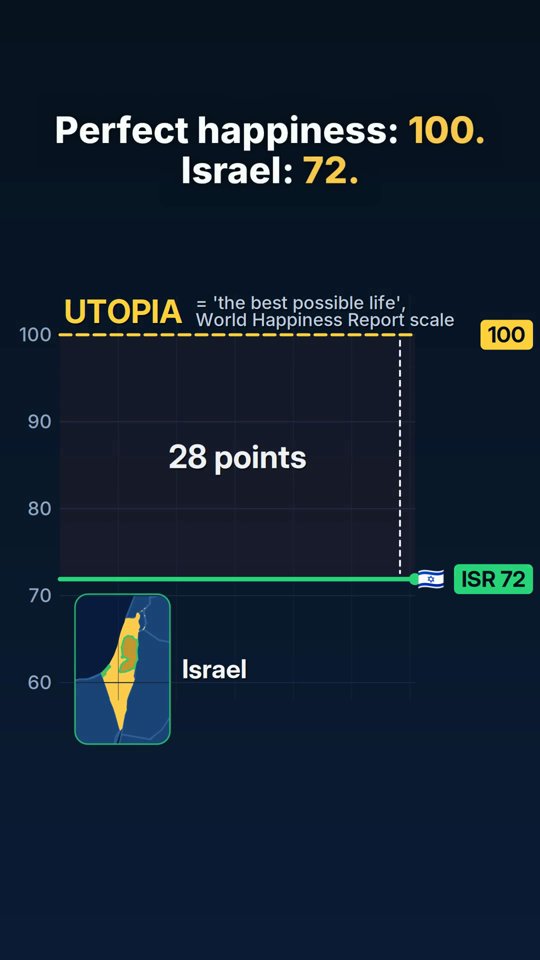 Perfect happiness: 100.
Israel: 72.
UTOPIA = 'the best possible life',
World Happiness Report scale
100
100
90
28 points
80
ISR 72
70
Israel
60